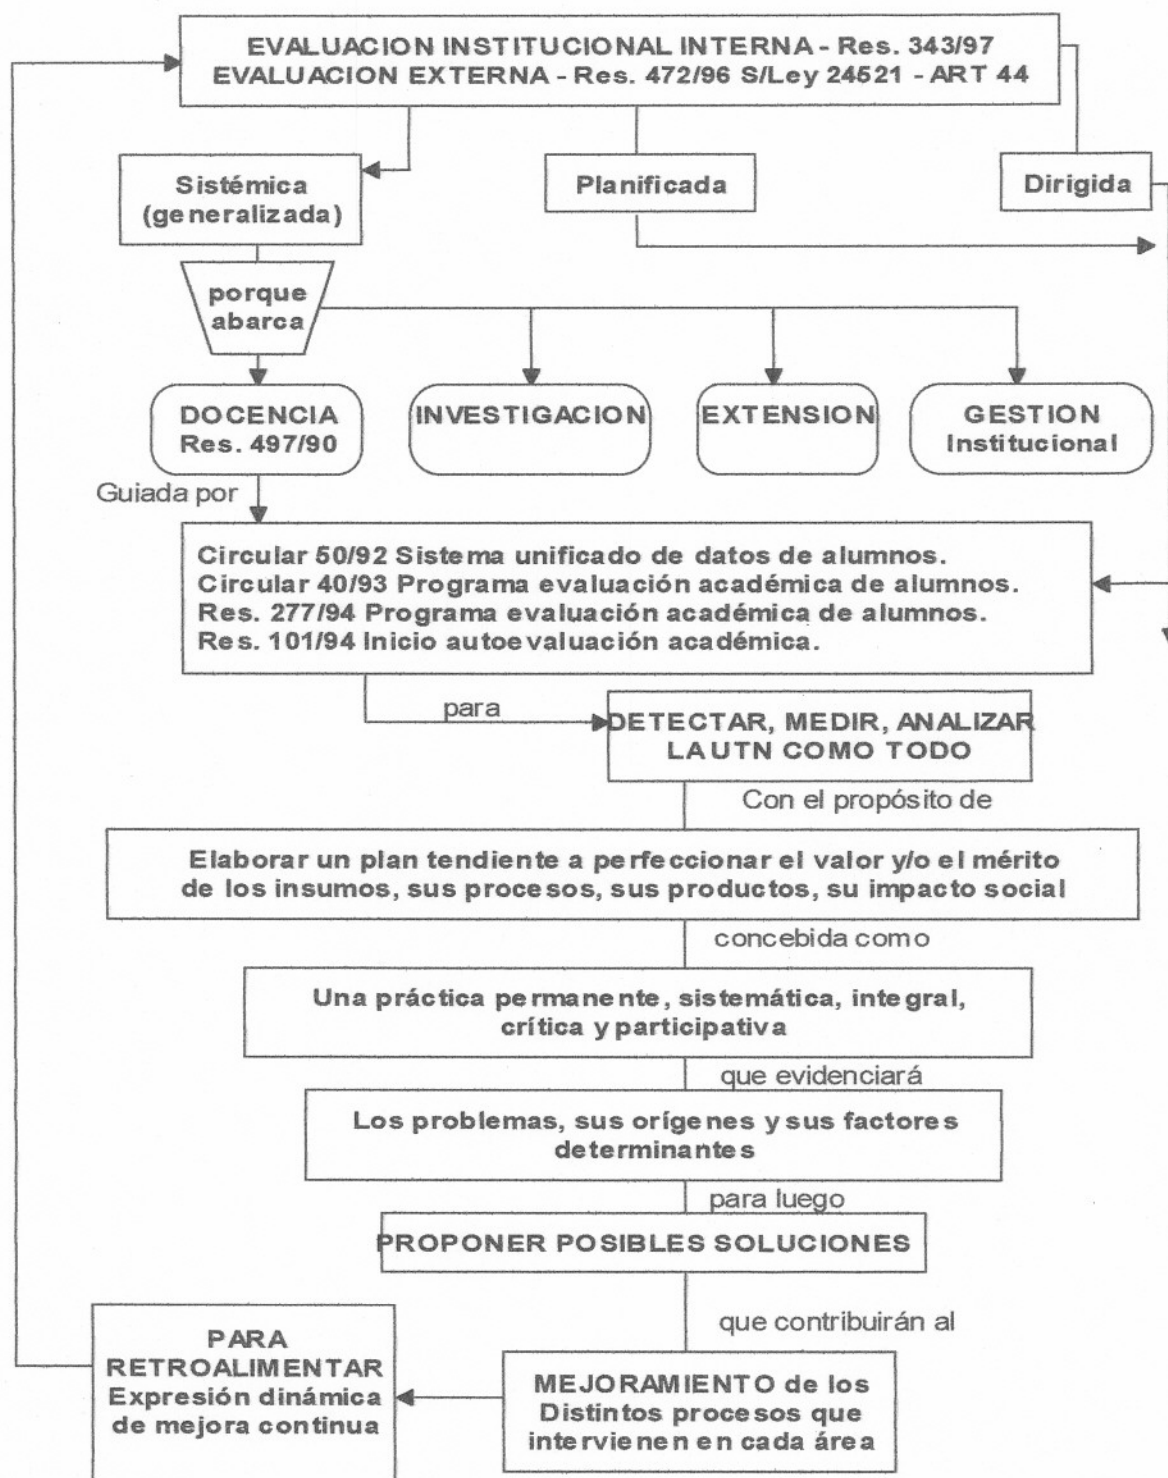 EVALUACION INSTITUCIONAL INTERNA - Res. 343/97
EVALUACION EXTERNA - Res. 472/96 S/Ley 24521 - ART 44
Sistémica
(generalizada)
Planificada
Dirigida
porque
abarca
DOCENCIA
Res. 497/90
INVESTIGACION
EXTENSION
GESTION
Institucional
Guiada por
Circular 50/92 Sistema unificado de datos de alumnos.
Circular 40/93 Programa evaluación académica de alumnos.
Res. 277/94 Programa evaluación académica de alumnos.
Res. 101/94 Inicio autoevaluación académica.
para
DETECTAR, MEDIR, ANALIZAR
LA UTN COMO TODO
Con el propósito de
Elaborar un plan tendiente a perfeccionar el valor y/o el mérito
de los insumos, sus procesos, sus productos, su impacto social
concebida como
Una práctica permanente, sistemática, integral,
crítica y participativa
que evidenciará
Los problemas, sus orígenes y sus factores
determinantes
para luego
PROPONER POSIBLES SOLUCIONES
que contribuirán al
MEJORAMIENTO de los
Distintos procesos que
intervienen en cada área
PARA
RETROALIMENTAR
Expresión dinámica
de mejora continua